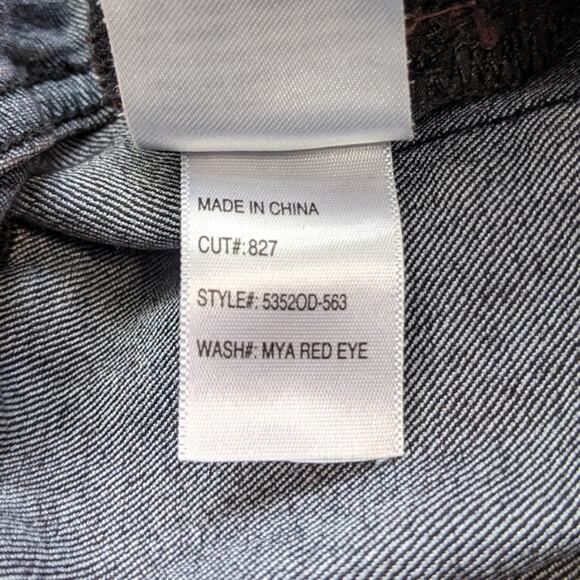 MADE IN CHINA
CUT#: 827
STYLE#: 5352OD-563
WASH#: MYA RED EYE